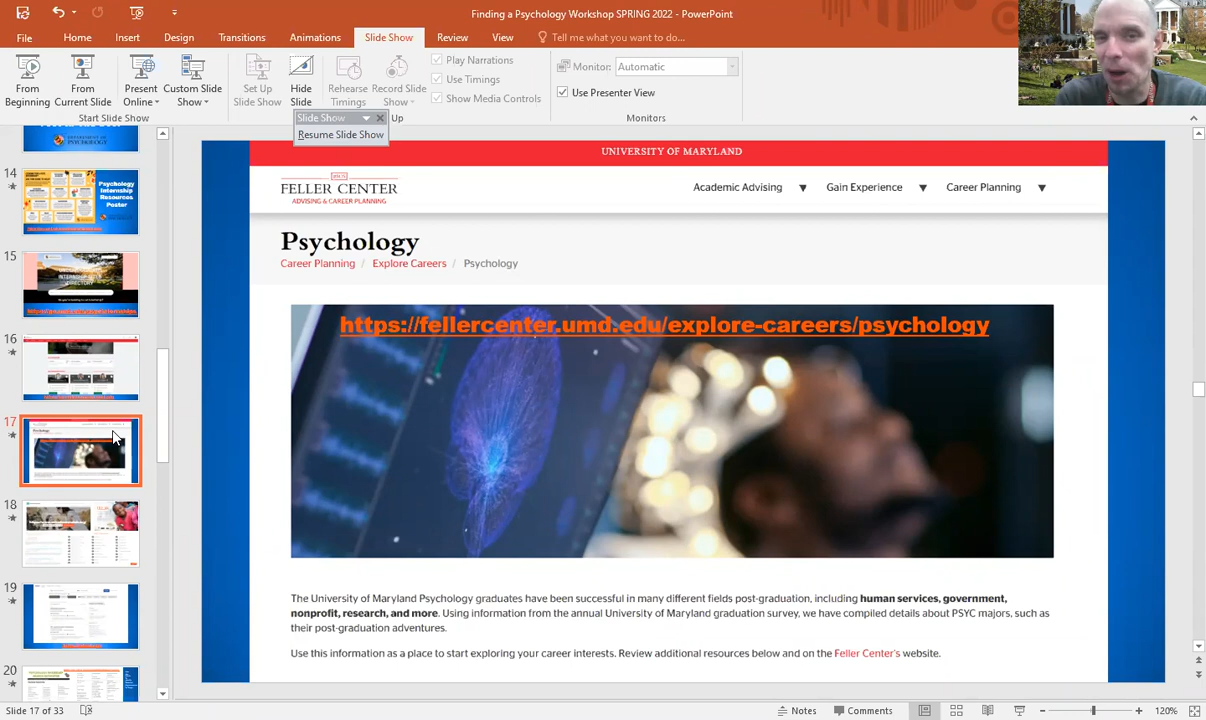 Finding a Psychology Workshop SPRING 2022 - PowerPoint
File Home Insert Design Transitions Animations Slide Show Review View Tell me what you want to do...
From Beginning
From Current Slide
Present Online
Custom Slide Show
Set Up Slide Show
Hide Slide
Rehearse Timings
Record Slide Show
Play Narrations
Use Timings
Show Media Controls
Monitor: Automatic
Use Presenter View
Start Slide Show
Up
Monitors
Slide Show
Resume Slide Show
DEPARTMENT OF PSYCHOLOGY
14
Psychology
Internship
Resources
Poster
15
16
17
18
19
20
UNIVERSITY OF MARYLAND
FELLER CENTER
ADVISING & CAREER PLANNING
Academic Advising Gain Experience Career Planning
Psychology
Career Planning / Explore Careers / Psychology
https://fellercenter.umd.edu/explore-careers/psychology
The University of Maryland Psychology graduates have been successful in many different fields post-graduation, including human services, government,
nonprofit, research, and more. Using information from the annual University of Maryland graduation survey, we have compiled details about PSYC majors, such as
their post-graduation adventures.
Use this information as a place to start exploring your career interests. Review additional resources below and on the Feller Center's website.
Slide 17 of 33
Notes
Comments
120%